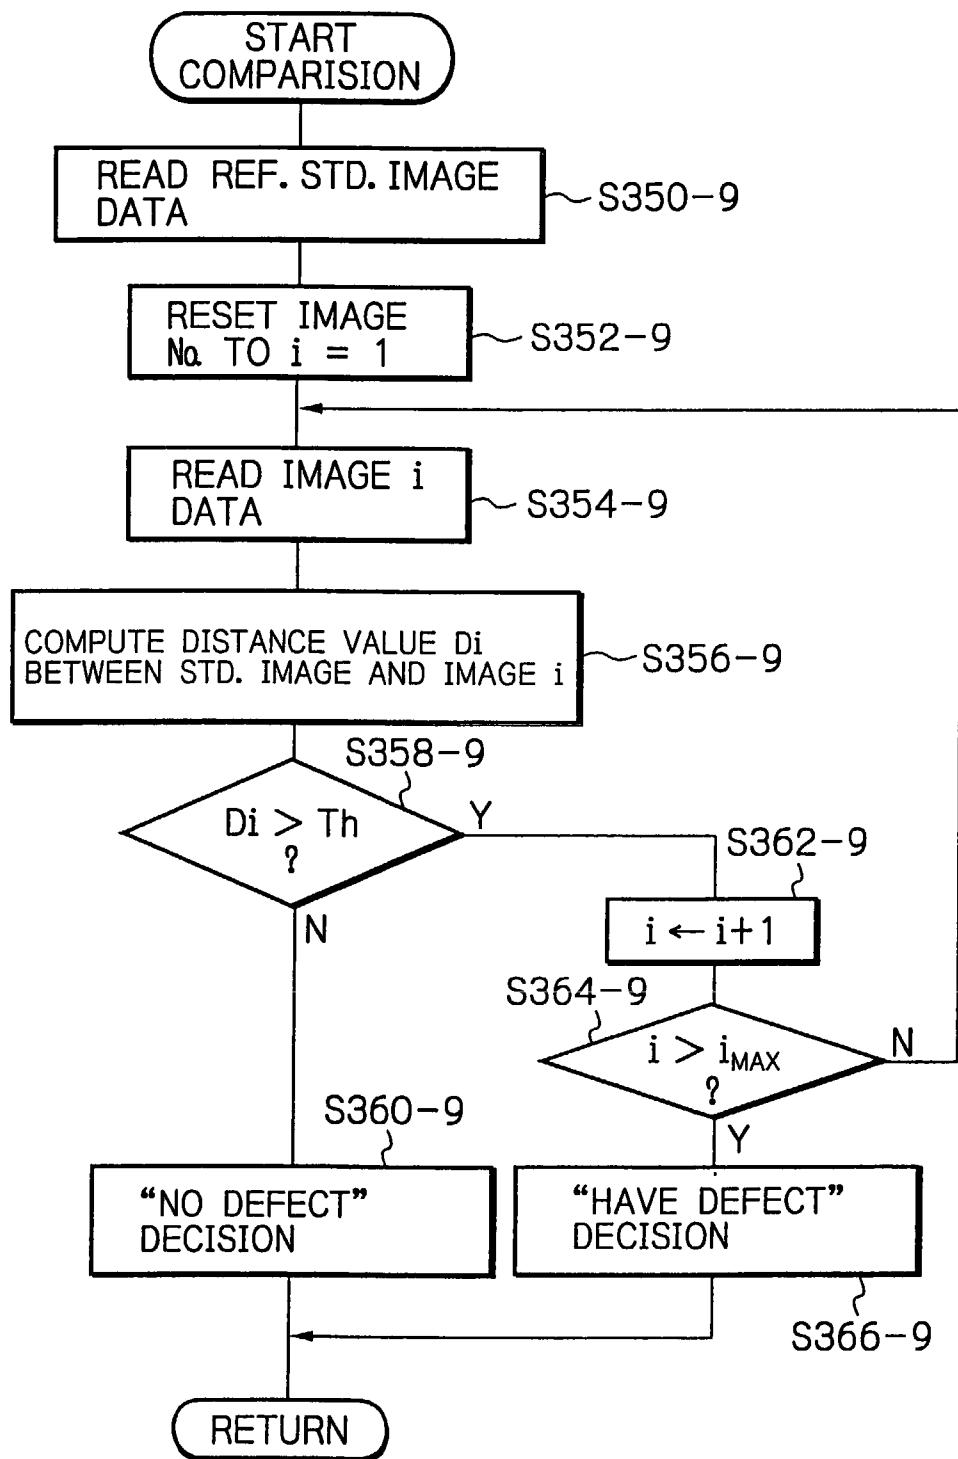 START
COMPARISION
READ REF. STD. IMAGE
DATA
S350-9
RESET IMAGE
No. TO i = 1
S352-9
READ IMAGE i
DATA
S354-9
COMPUTE DISTANCE VALUE Di
BETWEEN STD. IMAGE AND IMAGE i
S356-9
S358-9
Di > Th
?
Y
N
S362-9
i ← i+1
S364-9
i > iMAX
?
N
Y
S360-9
“NO DEFECT”
DECISION
“HAVE DEFECT”
DECISION
S366-9
RETURN